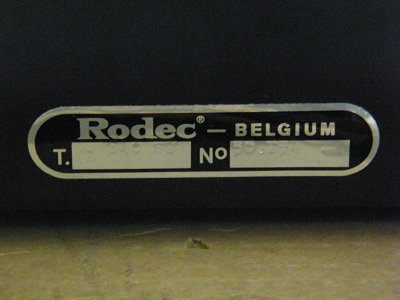 Rodec® — BELGIUM
T. No